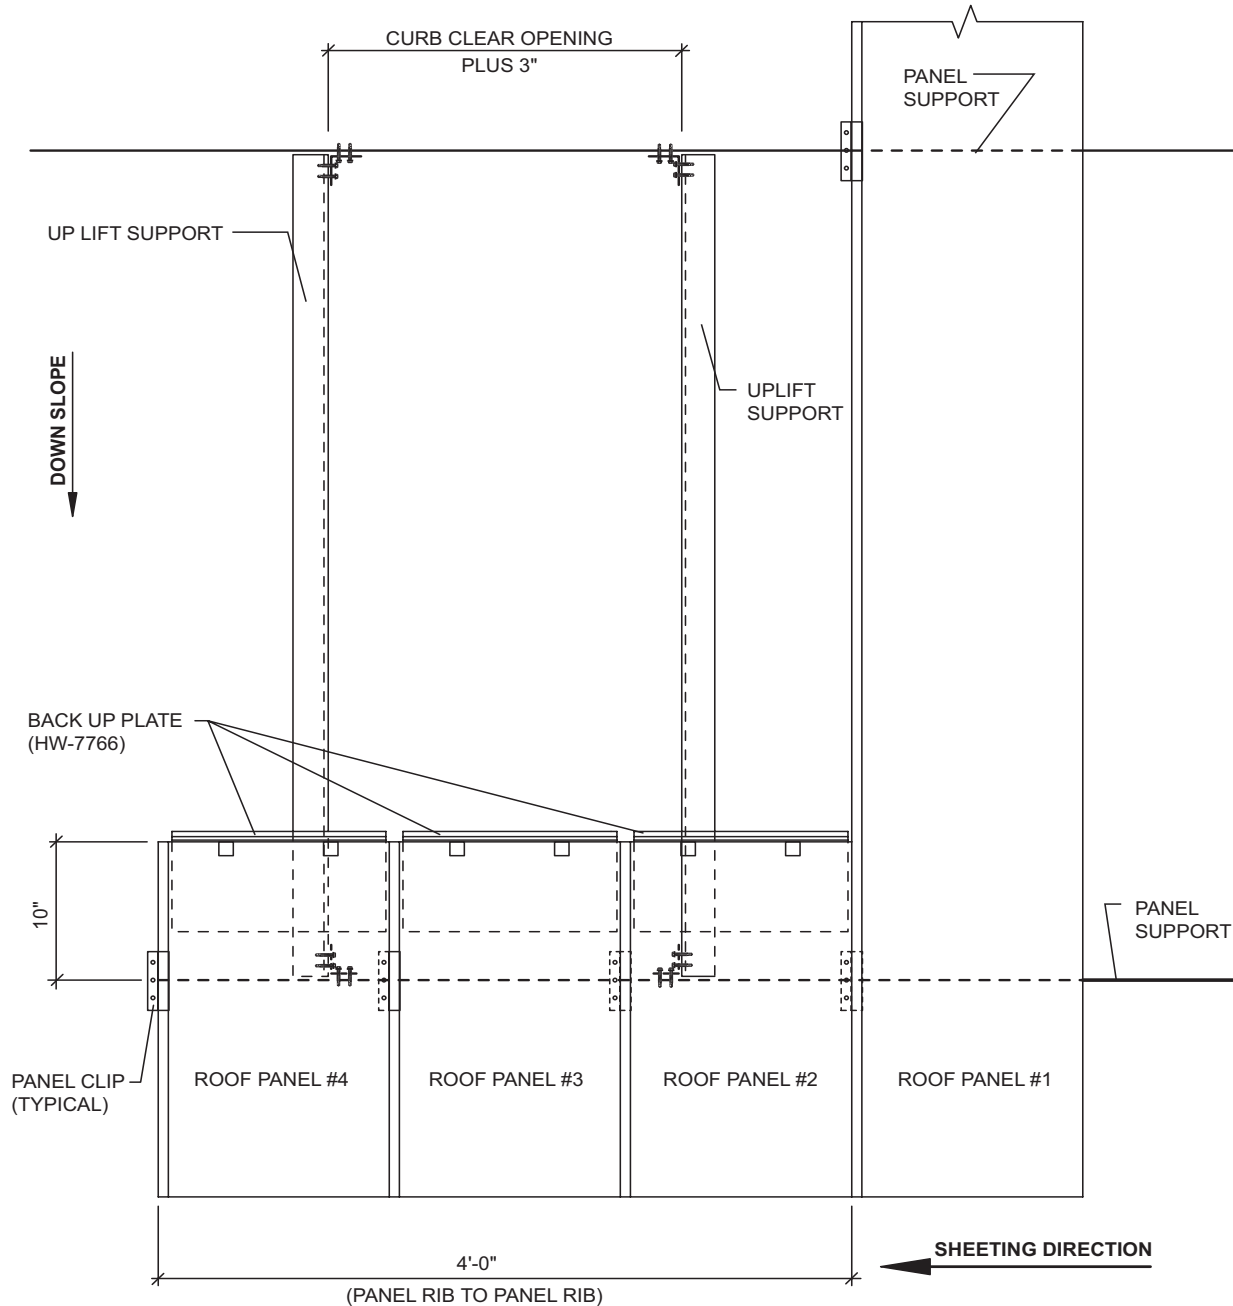 CURB CLEAR OPENING
PLUS 3"
PANEL
SUPPORT
UP LIFT SUPPORT
DOWN SLOPE
UPLIFT
SUPPORT
BACK UP PLATE
(HW-7766)
10"
PANEL
SUPPORT
PANEL CLIP
(TYPICAL)
ROOF PANEL #4
ROOF PANEL #3
ROOF PANEL #2
ROOF PANEL #1
SHEETING DIRECTION
4'-0"
(PANEL RIB TO PANEL RIB)